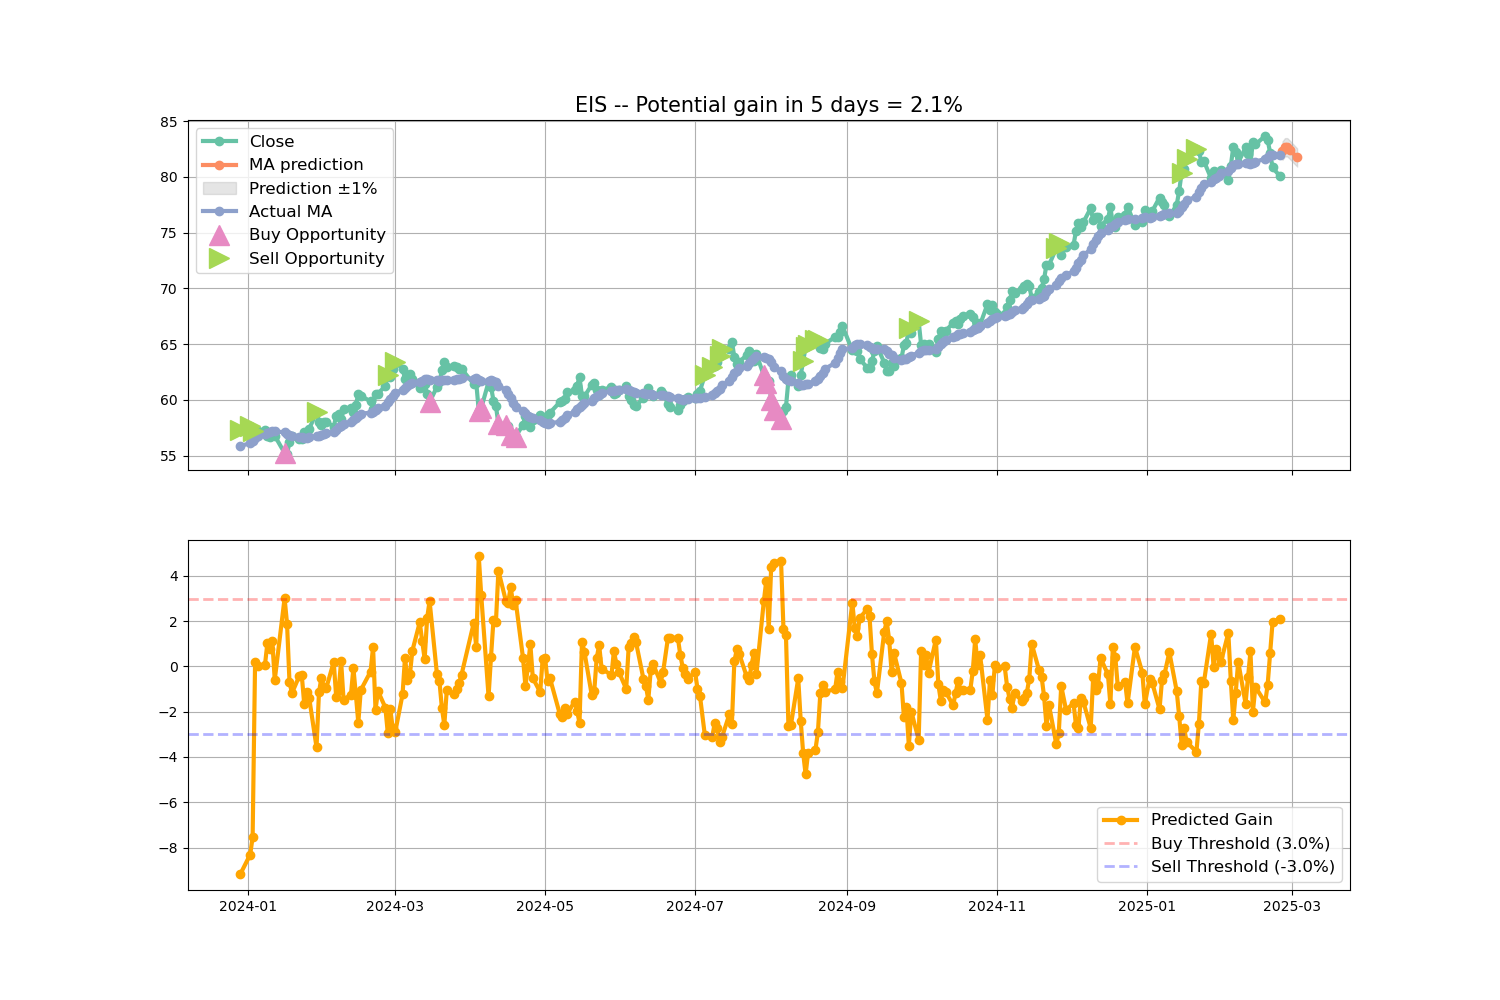 EIS -- Potential gain in 5 days = 2.1%
85
80
75
70
65
60
55
Close
MA prediction
Prediction ±1%
Actual MA
Buy Opportunity
Sell Opportunity
4
2
0
−2
−4
−6
−8
Predicted Gain
Buy Threshold (3.0%)
Sell Threshold (-3.0%)
2024-01 2024-03 2024-05 2024-07 2024-09 2024-11 2025-01 2025-03